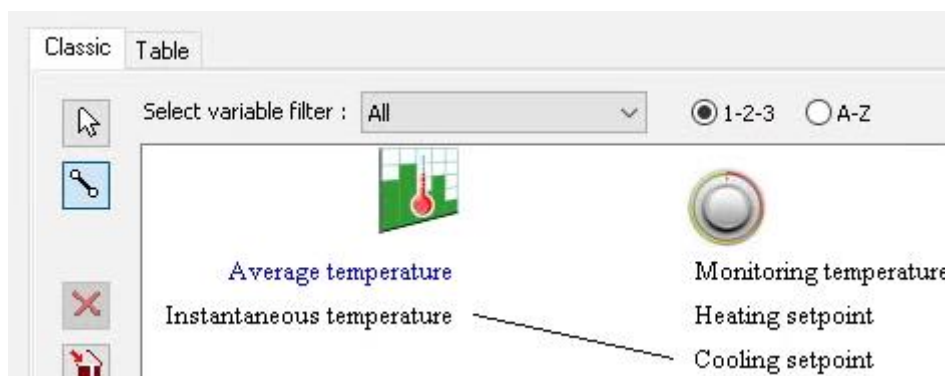 Classic Table
Select variable filter : All 1-2-3 A-Z
Average temperature Monitoring temperature
Instantaneous temperature Heating setpoint
Cooling setpoint